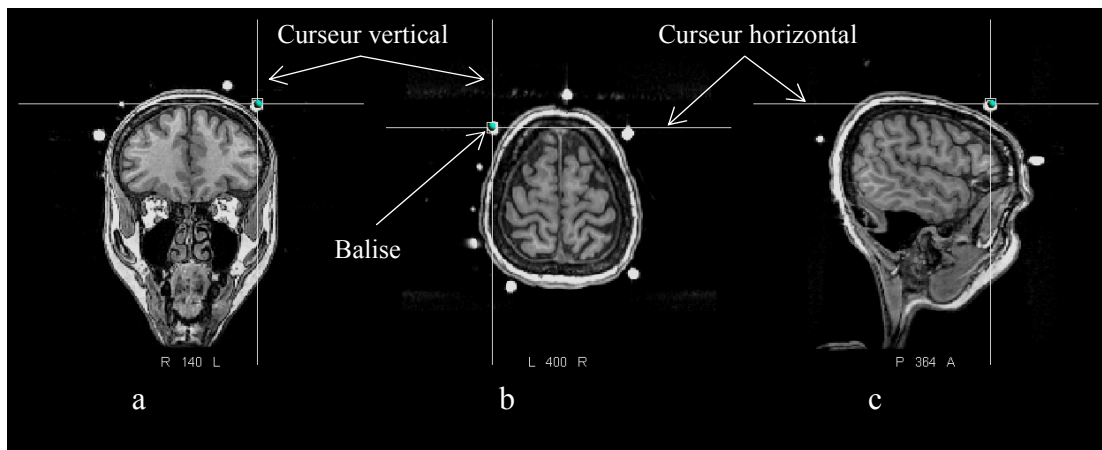 Curseur vertical
Curseur horizontal
Balise
R 140 L
L 400 R
P 364 A
a
b
c